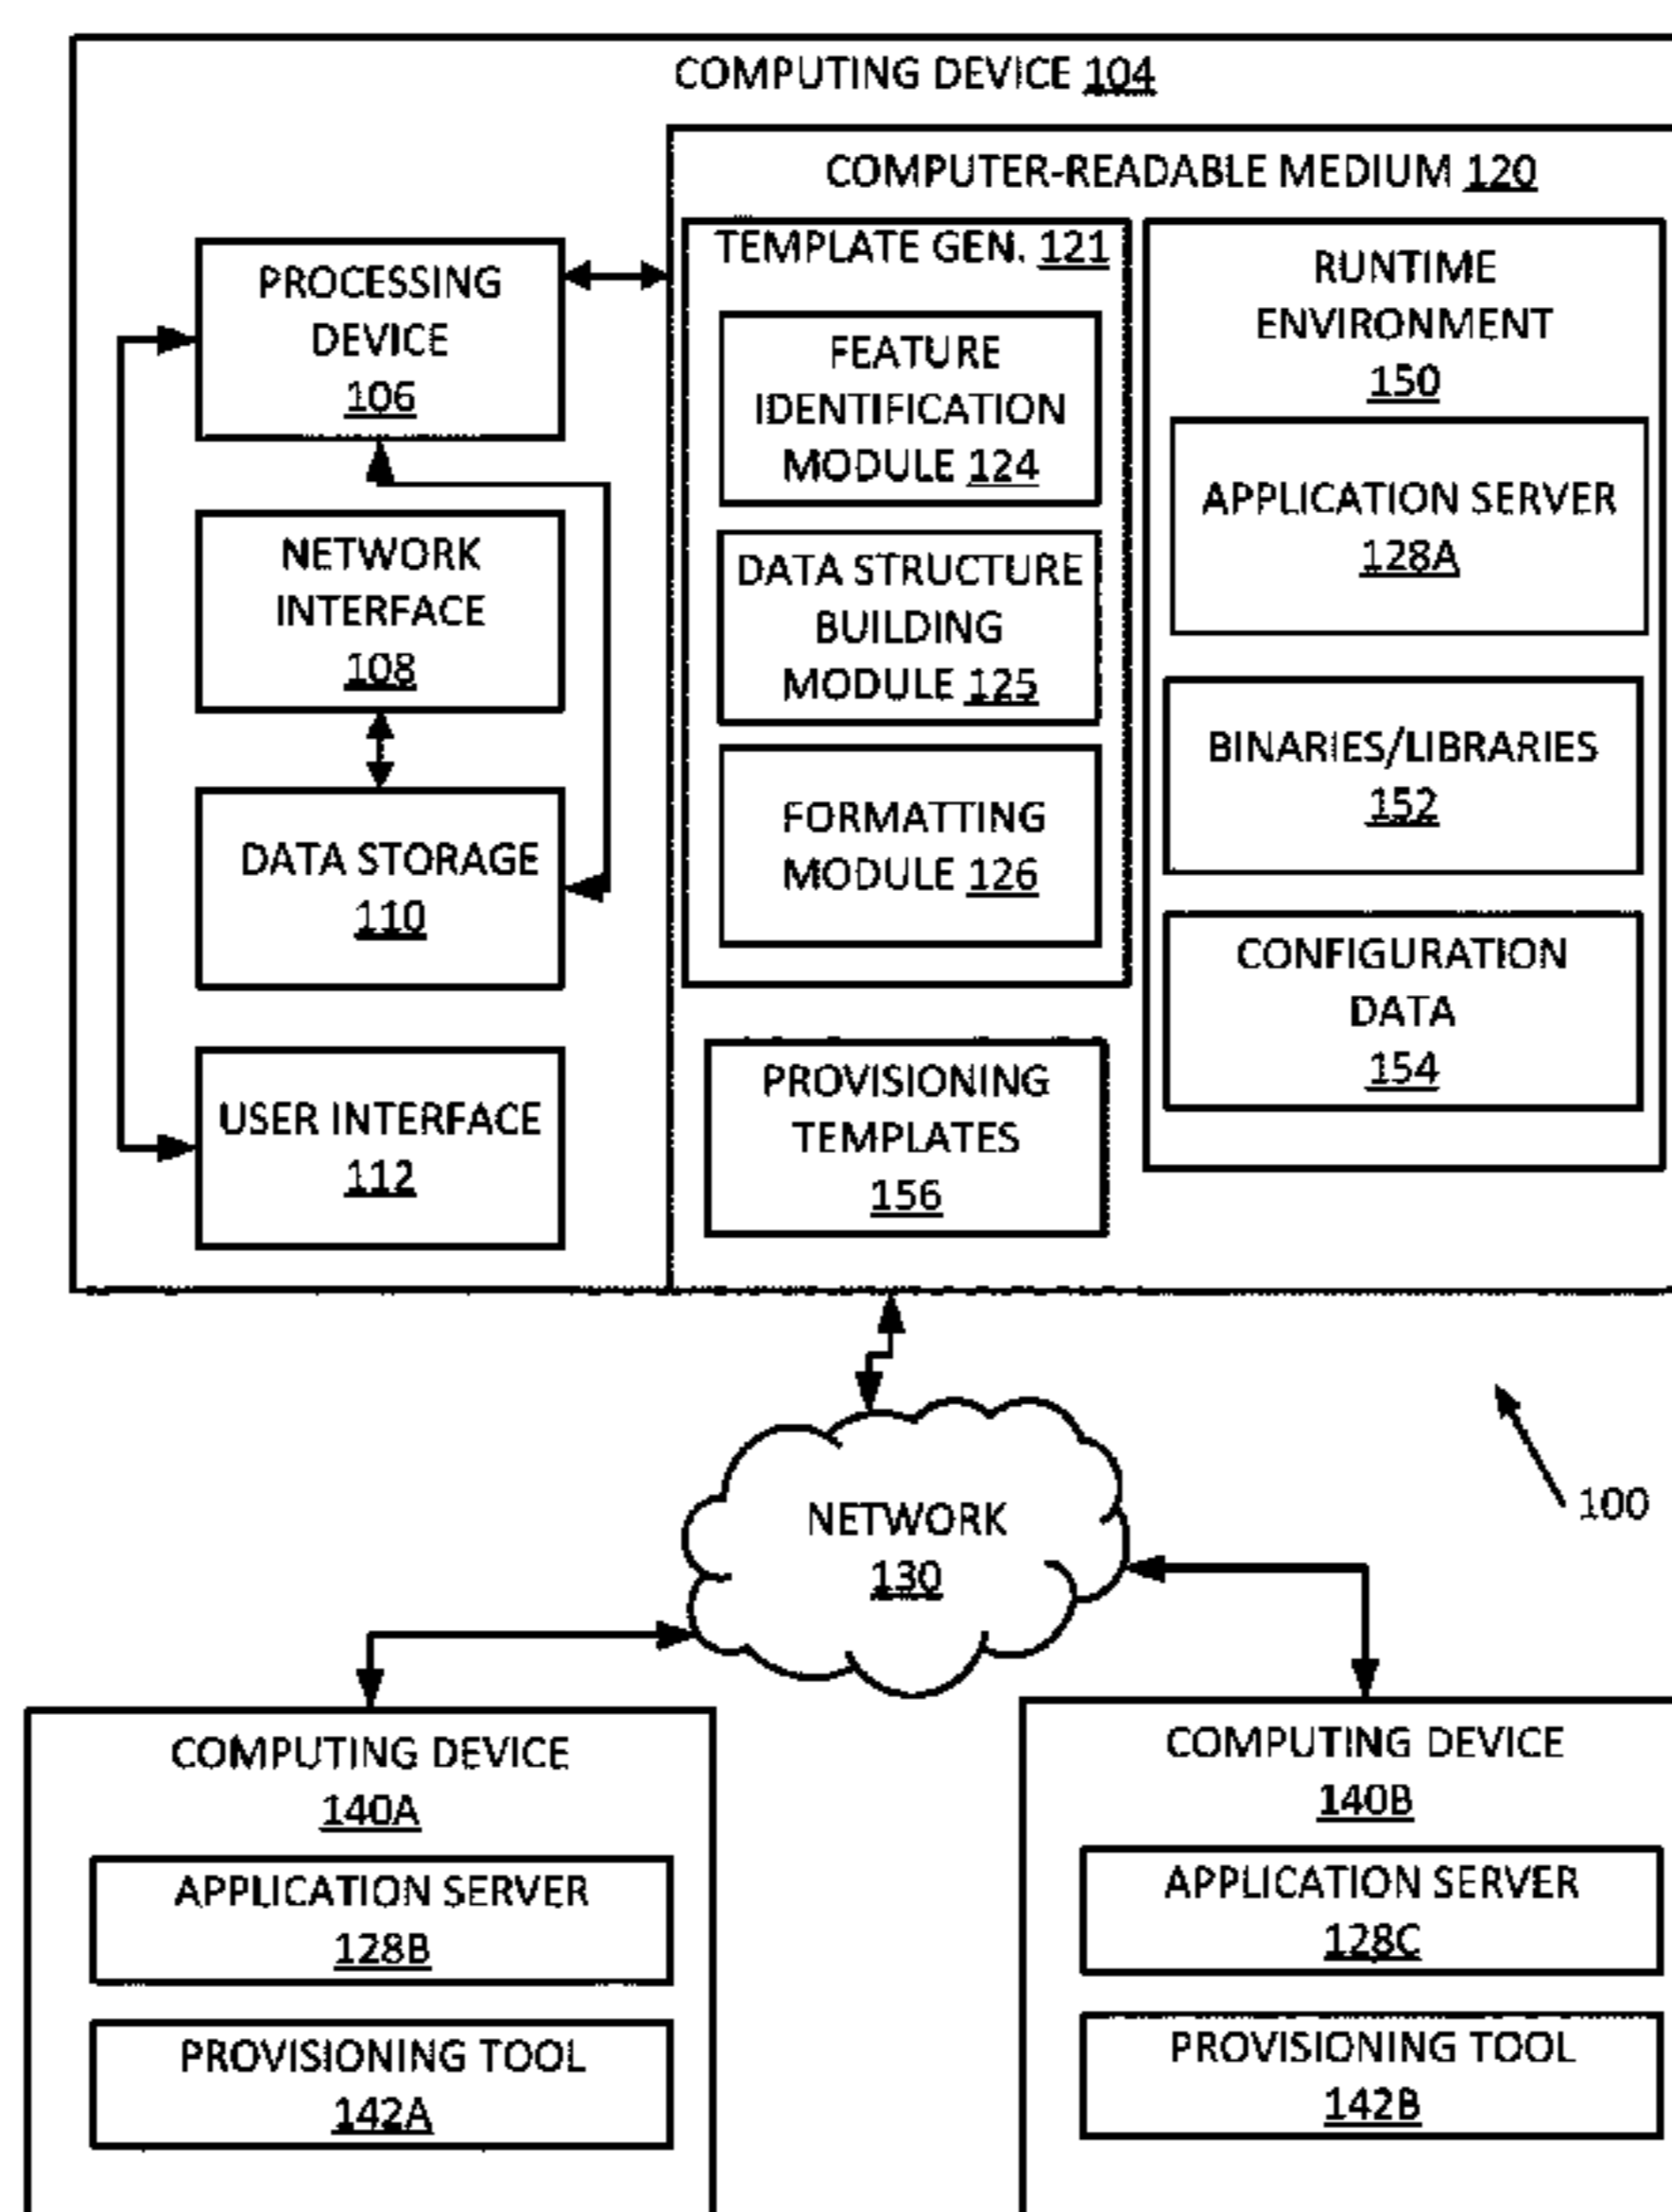 COMPUTING DEVICE 104
COMPUTER-READABLE MEDIUM 120
PROCESSING
DEVICE
106
NETWORK
INTERFACE
108
DATA STORAGE
110
USER INTERFACE
112
TEMPLATE GEN. 121
FEATURE
IDENTIFICATION
MODULE 124
DATA STRUCTURE
BUILDING
MODULE 125
FORMATTING
MODULE 126
PROVISIONING
TEMPLATES
156
RUNTIME
ENVIRONMENT
150
APPLICATION SERVER
128A
BINARIES/LIBRARIES
152
CONFIGURATION
DATA
154
100
NETWORK
130
COMPUTING DEVICE
140A
APPLICATION SERVER
128B
PROVISIONING TOOL
142A
COMPUTING DEVICE
140B
APPLICATION SERVER
128C
PROVISIONING TOOL
142B